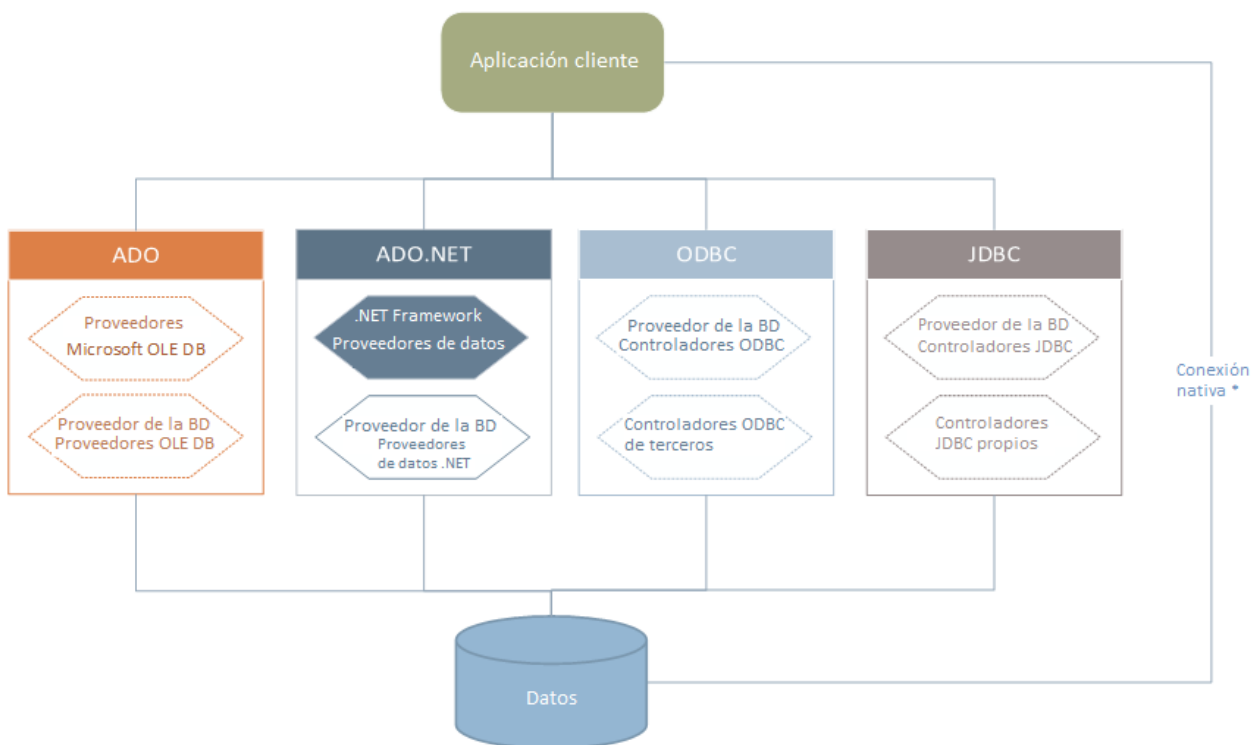 Aplicación cliente
ADO
Proveedores
Microsoft OLE DB
Proveedor de la BD
Proveedores OLE DB
ADO.NET
.NET Framework
Proveedores de datos
Proveedor de la BD
Proveedores
de datos .NET
ODBC
Proveedor de la BD
Controladores ODBC
Controladores ODBC
de terceros
JDBC
Proveedor de la BD
Controladores JDBC
Controladores
JDBC propios
Conexión
nativa *
Datos